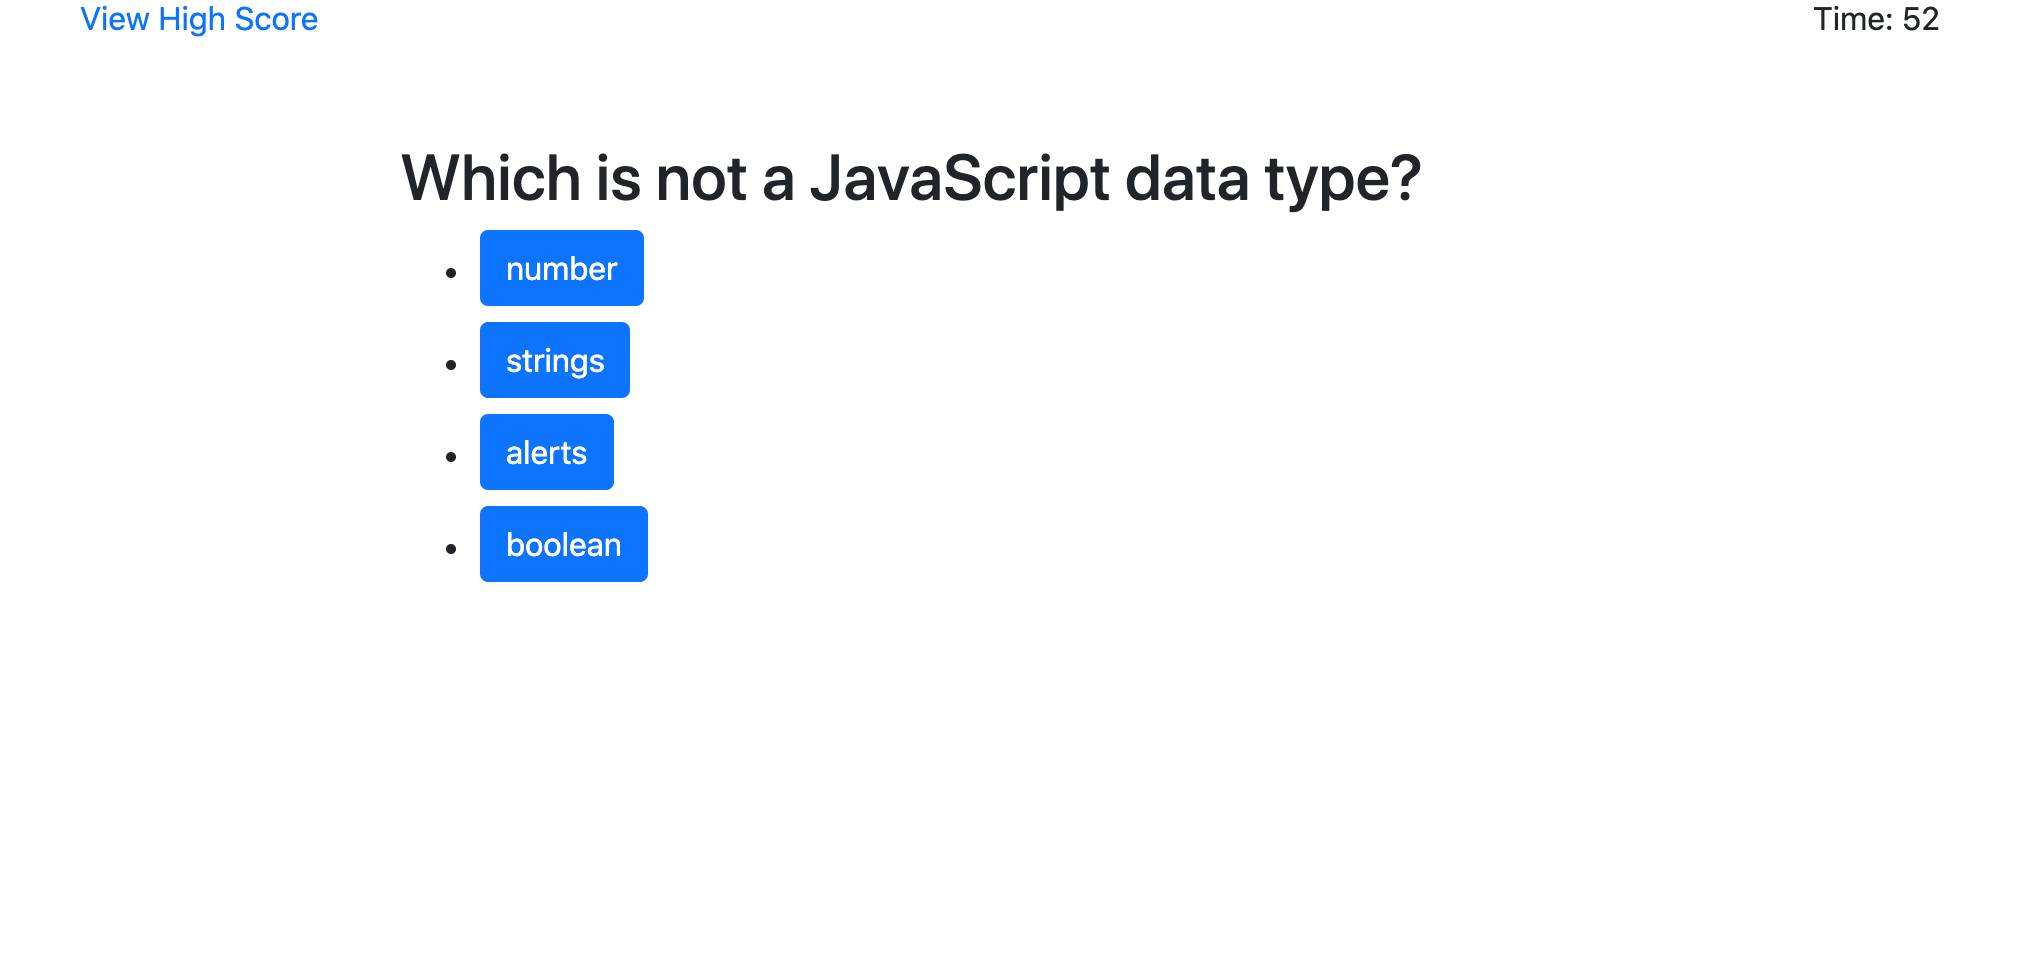 View High Score
Time: 52
Which is not a JavaScript data type?
number
strings
alerts
boolean